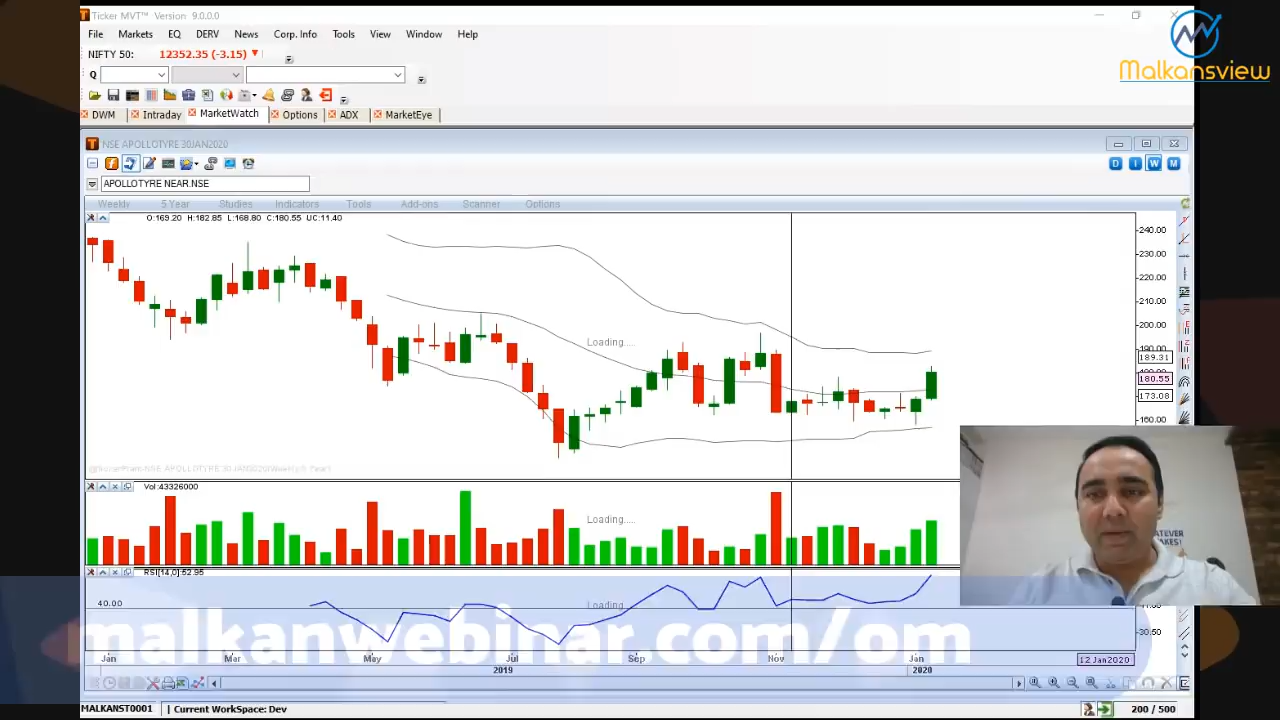 Ticker MVT™ Version 9.0.0.0
Malkansview
File Markets EQ DERV News Corp. Info Tools View Window Help
NIFTY 50: 12352.35 (-3.15)
Q
DWM Intraday MarketWatch Options ADX MarketEye
NSE APOLLOTYRE 30JAN2020
D I W M
APOLLOTYRE NEAR.NSE
Weekly 5 Year Studies Indicators Tools Add-ons Scanner Options
O:169.20 H:182.85 L:168.80 C:180.55 UC:11.40
240.00
230.00
220.00
210.00
200.00
Loading....
189.31
180.55
173.08
160.00
Vol:43326000
Loading.....
WHATEVER
RSI[14,0]:52.95
40.00
Loading
30.50
malkanwebinar.com/om
Jan Mar May Jul Sep Nov Jan 12Jan2020
2019 2020
MALKANST0001 Current WorkSpace: Dev 200 / 500